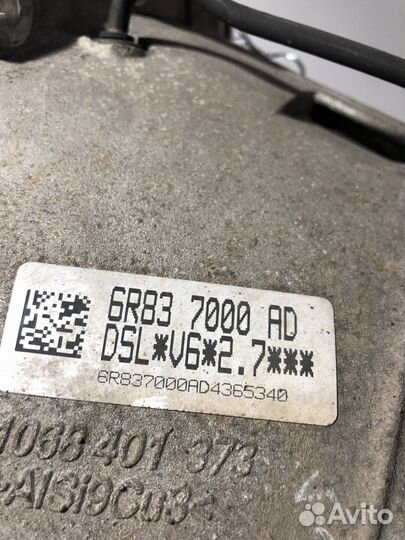 6R83 7000 AD
DSL*V6*2.7***
6R837000AD4365340
1068 401 373
>AlSi9Cu3<
Avito